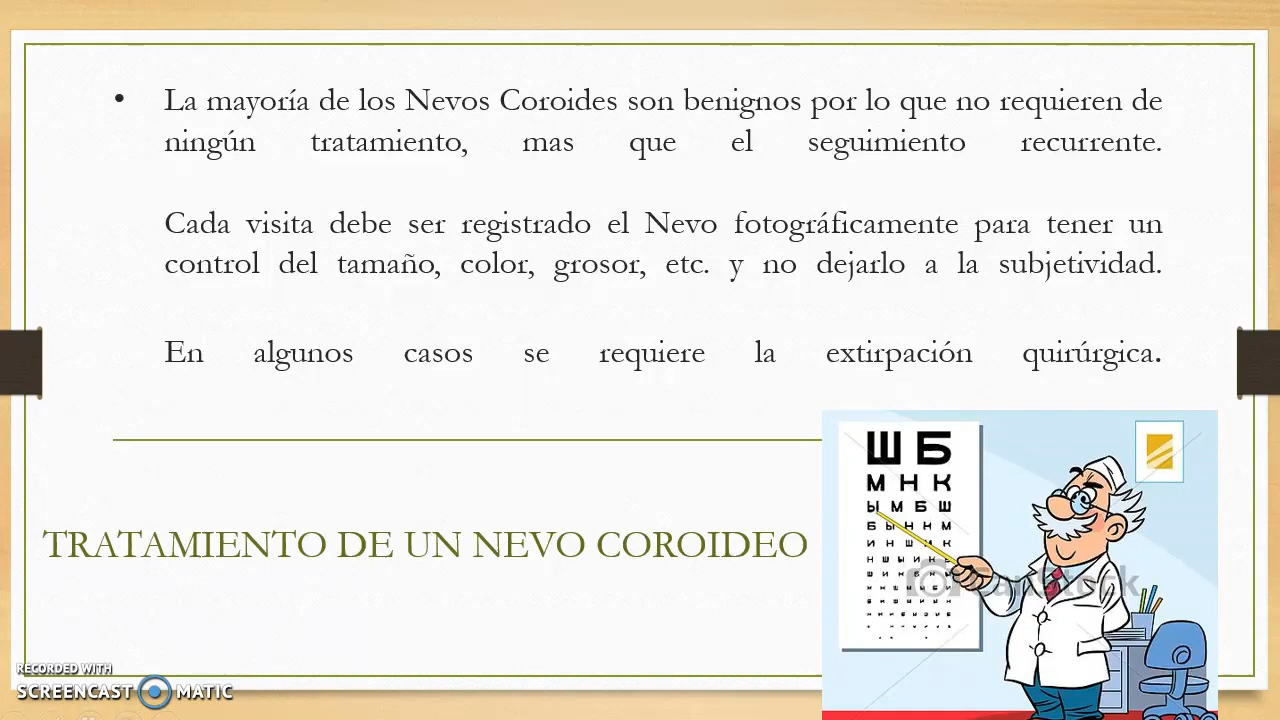 • La mayoría de los Nevos Coroides son benignos por lo que no requieren de
ningún tratamiento, mas que el seguimiento recurrente.
Cada visita debe ser registrado el Nevo fotográficamente para tener un
control del tamaño, color, grosor, etc. y no dejarlo a la subjetividad.
En algunos casos se requiere la extirpación quirúrgica.
Ш Б
М Н К
Ы М Б Ш
Б Ы Н К М
TRATAMIENTO DE UN NEVO COROIDEO
RECORDED WITH
SCREENCAST MATIC